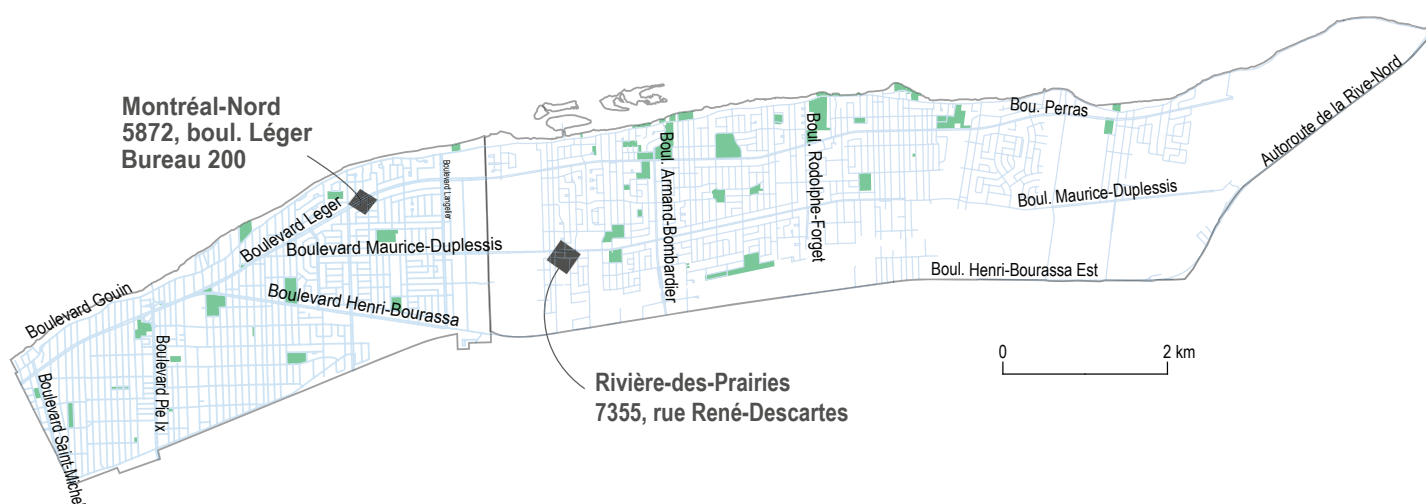 Montréal-Nord
5872, boul. Léger
Bureau 200
Bou. Perras
Autoroute de la Rive-Nord
Boul. Armand-Bombardier
Boul. Rodolphe-Forget
Boulevard Langelier
Boul. Maurice-Duplessis
Boulevard Leger
Boulevard Maurice-Duplessis
Boul. Henri-Bourassa Est
Boulevard Gouin
Boulevard Henri-Bourassa
Boulevard Pie Ix
Boulevard Saint-Michel
0 2 km
Rivière-des-Prairies
7355, rue René-Descartes